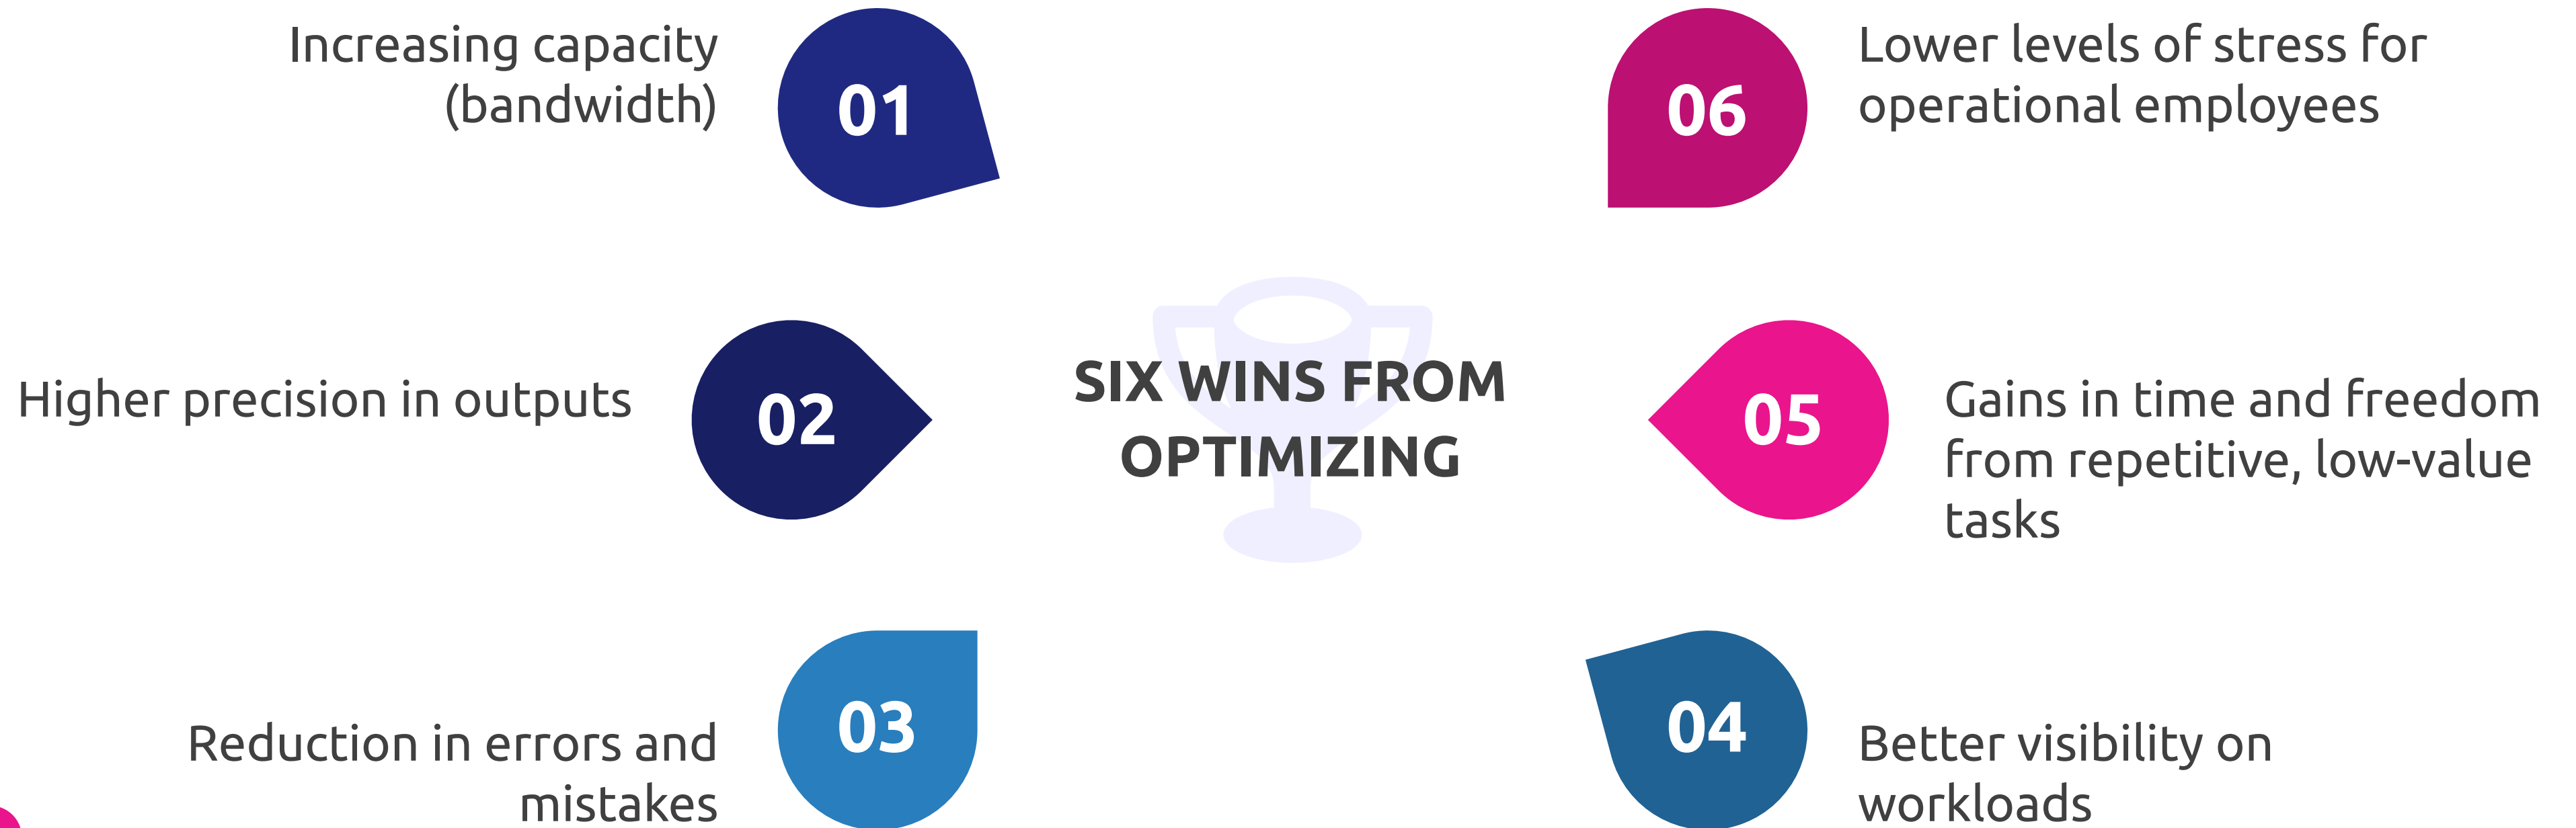 Increasing capacity
(bandwidth)
01
Higher precision in outputs
02
Reduction in errors and
mistakes
03
SIX WINS FROM
OPTIMIZING
06
Lower levels of stress for
operational employees
05
Gains in time and freedom
from repetitive, low-value
tasks
04
Better visibility on
workloads